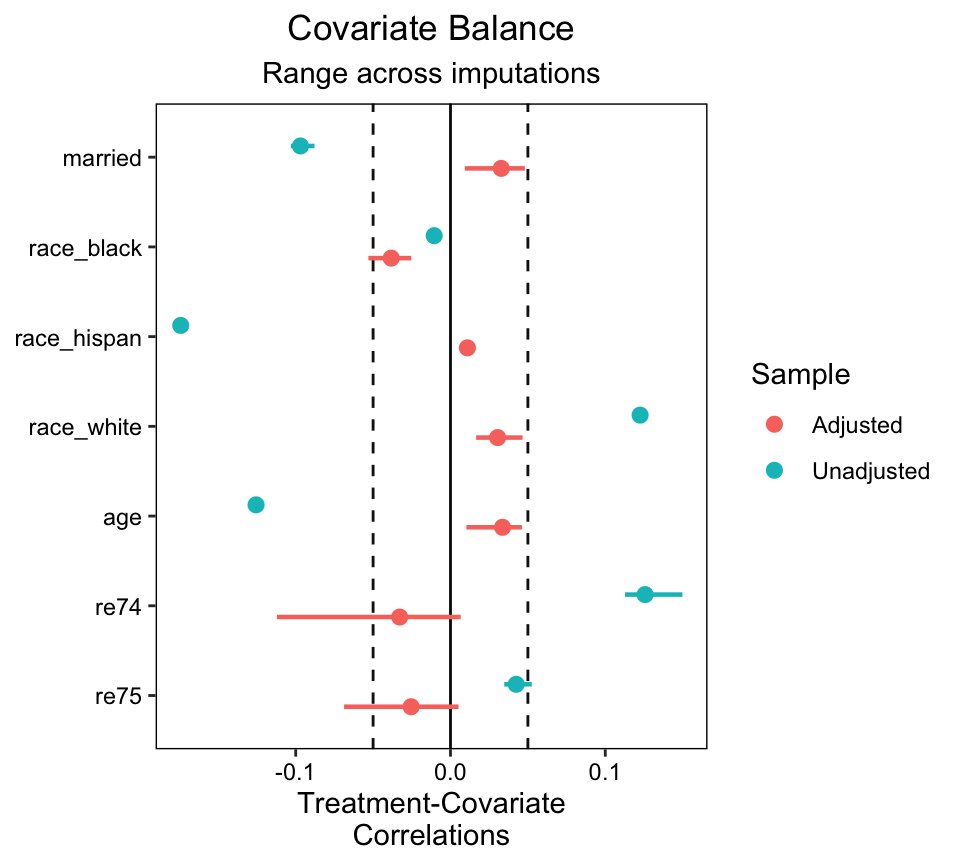 Covariate Balance
Range across imputations
married
race_black
race_hispan
race_white
age
re74
re75
-0.1
0.0
0.1
Treatment-Covariate
Correlations
Sample
Adjusted
Unadjusted